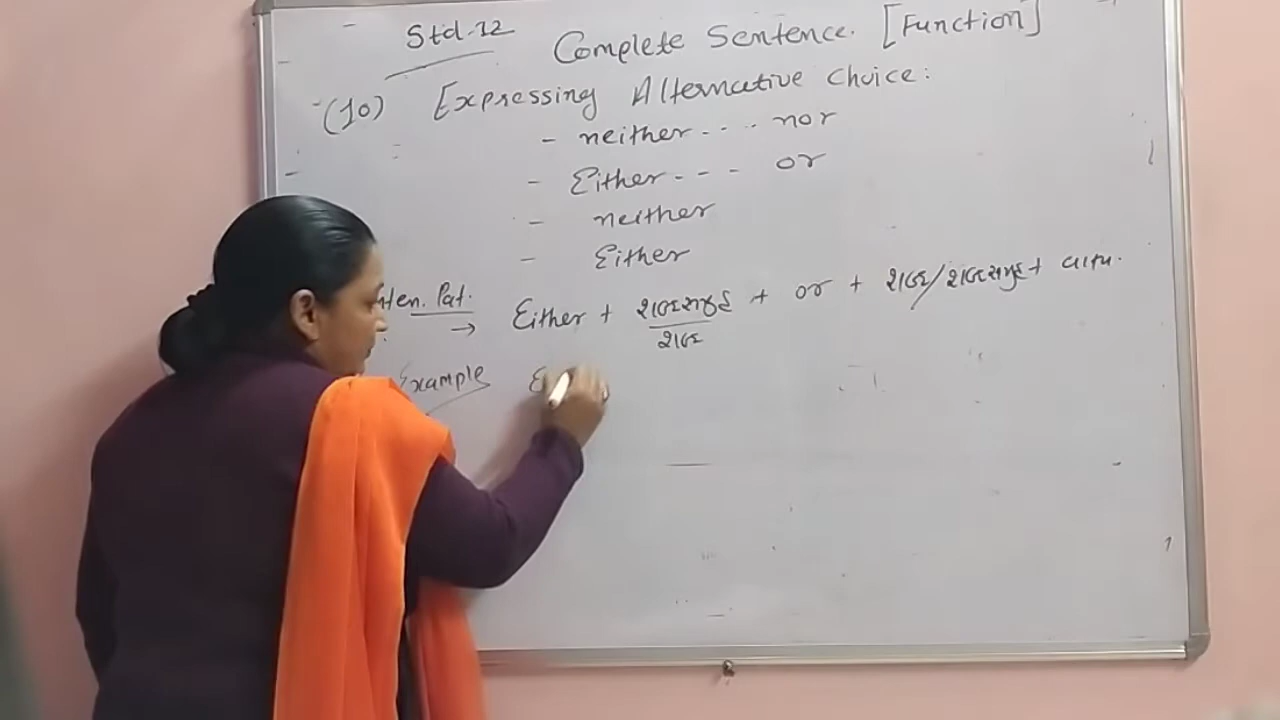 Std.12 Complete Sentence. [Function]
(10) Expressing Alternative Choice:
- neither.... nor
- Either- - - or
- neither
- Either
Pat.
→ Either + શબ્દસમૂહ + or + શબ્દ/શબ્દસમૂહ + વાક્ય.
શબ્દ
Example E